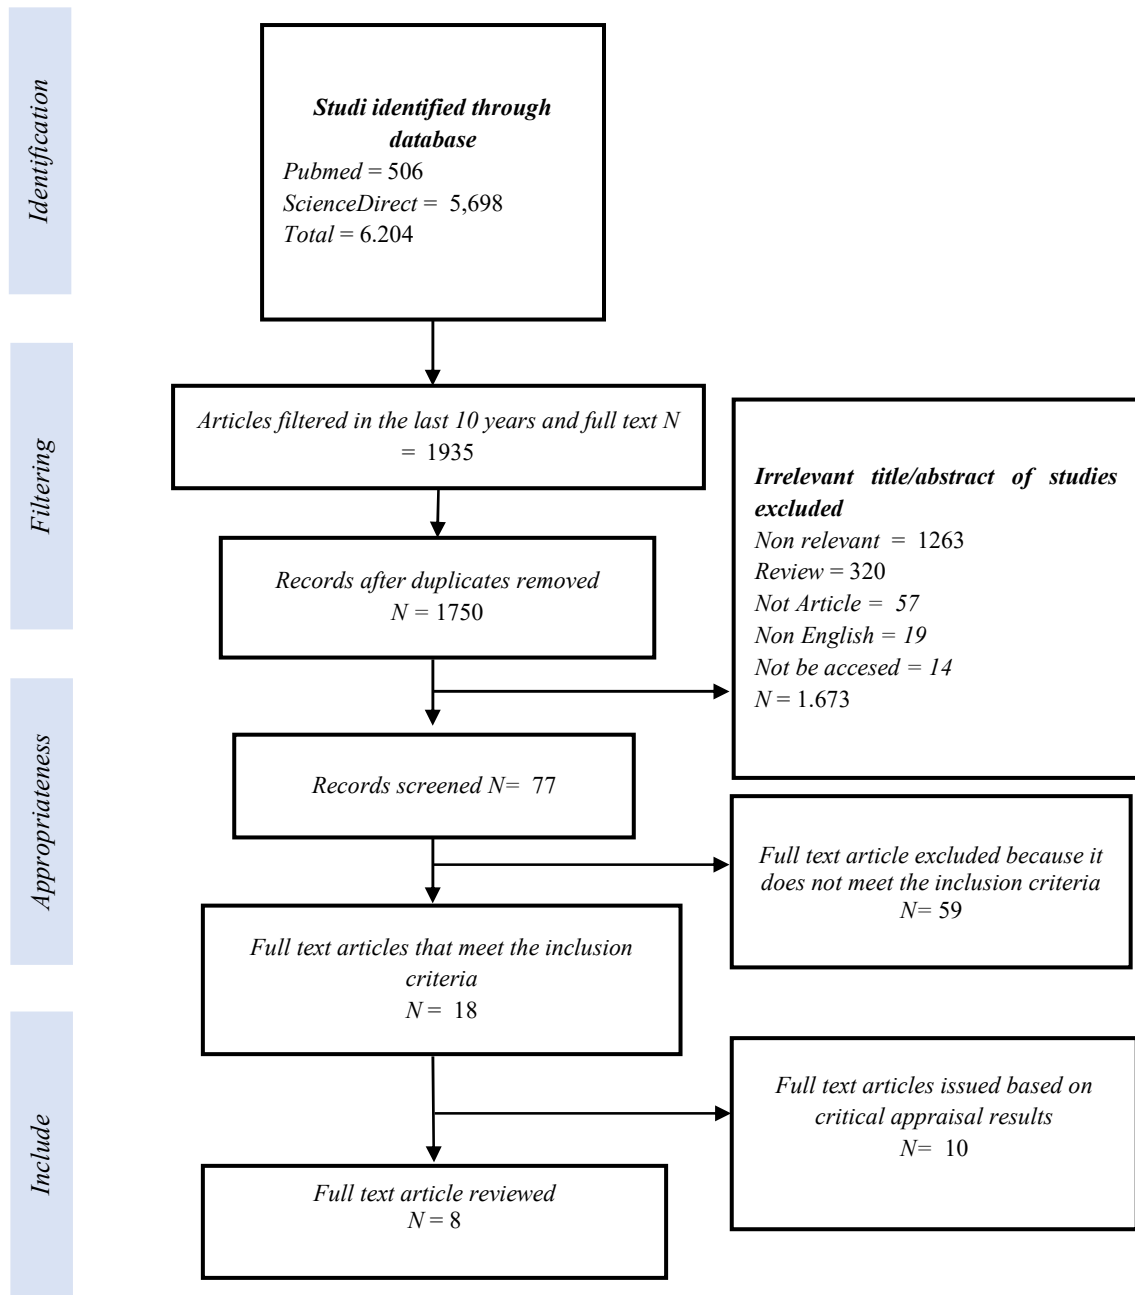 Identification
Studi identified through
database
Pubmed = 506
ScienceDirect = 5,698
Total = 6.204
Filtering
Articles filtered in the last 10 years and full text N
= 1935
Records after duplicates removed
N = 1750
Irrelevant title/abstract of studies
excluded
Non relevant = 1263
Review = 320
Not Article = 57
Non English = 19
Not be accesed = 14
N = 1.673
Appropriateness
Records screened N= 77
Full text article excluded because it
does not meet the inclusion criteria
N= 59
Full text articles that meet the inclusion
criteria
N = 18
Include
Full text articles issued based on
critical appraisal results
N= 10
Full text article reviewed
N = 8